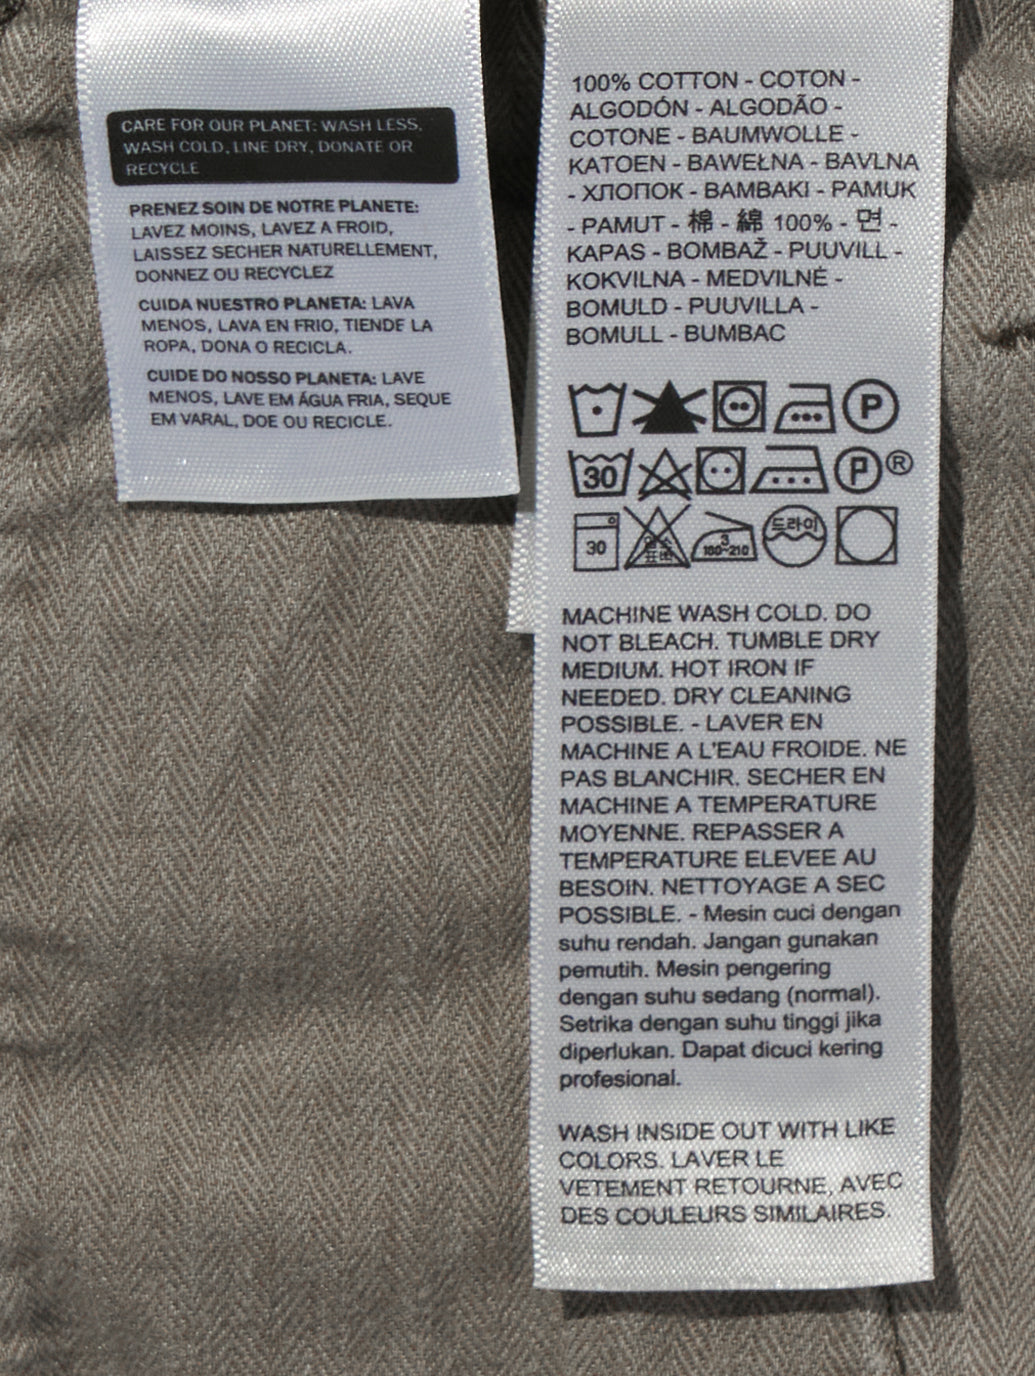 CARE FOR OUR PLANET: WASH LESS,
WASH COLD, LINE DRY, DONATE OR
RECYCLE
PRENEZ SOIN DE NOTRE PLANETE:
LAVEZ MOINS, LAVEZ A FROID,
LAISSEZ SECHER NATURELLEMENT,
DONNEZ OU RECYCLEZ
CUIDA NUESTRO PLANETA: LAVA
MENOS, LAVA EN FRIO, TIENDE LA
ROPA, DONA O RECICLA.
CUIDE DO NOSSO PLANETA: LAVE
MENOS, LAVE EM ÁGUA FRIA, SEQUE
EM VARAL, DOE OU RECICLE.
100% COTTON - COTON -
ALGODÓN - ALGODÃO -
COTONE - BAUMWOLLE -
KATOEN - BAWEŁNA - BAVLNA
- ХЛОПОК - BAMBAKI - PAMUK
- PAMUT - 棉 - 綿 100% - 면 -
KAPAS - BOMBAŽ - PUUVILL -
KOKVILNA - MEDVILNĖ -
BOMULD - PUUVILLA -
BOMULL - BUMBAC
P
30 P ®
30 3 180~210 드라이
MACHINE WASH COLD. DO
NOT BLEACH. TUMBLE DRY
MEDIUM. HOT IRON IF
NEEDED. DRY CLEANING
POSSIBLE. - LAVER EN
MACHINE A L'EAU FROIDE. NE
PAS BLANCHIR. SECHER EN
MACHINE A TEMPERATURE
MOYENNE. REPASSER A
TEMPERATURE ELEVEE AU
BESOIN. NETTOYAGE A SEC
POSSIBLE. - Mesin cuci dengan
suhu rendah. Jangan gunakan
pemutih. Mesin pengering
dengan suhu sedang (normal).
Setrika dengan suhu tinggi jika
diperlukan. Dapat dicuci kering
profesional.
WASH INSIDE OUT WITH LIKE
COLORS. LAVER LE
VETEMENT RETOURNE, AVEC
DES COULEURS SIMILAIRES.